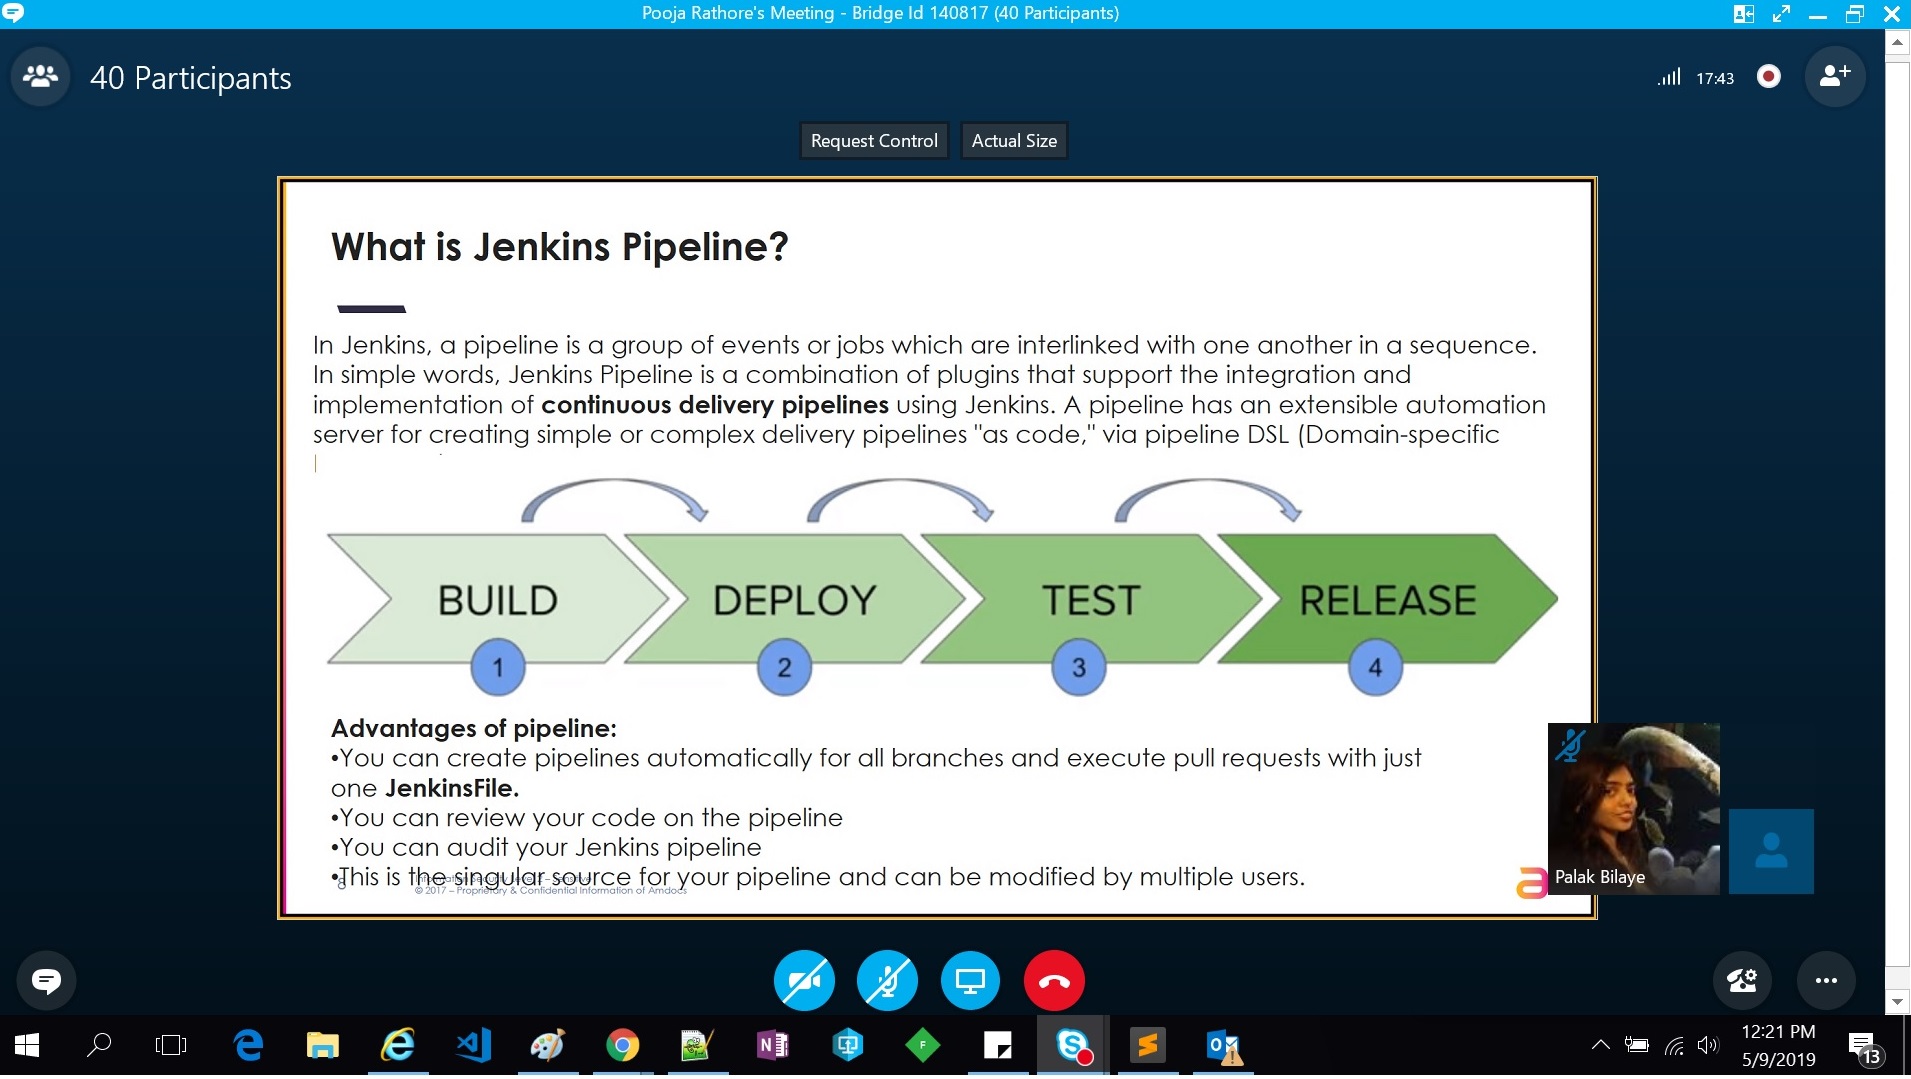 Pooja Rathore's Meeting - Bridge Id 140817 (40 Participants)
40 Participants
17:43
Request Control
Actual Size
What is Jenkins Pipeline?
In Jenkins, a pipeline is a group of events or jobs which are interlinked with one another in a sequence.
In simple words, Jenkins Pipeline is a combination of plugins that support the integration and
implementation of continuous delivery pipelines using Jenkins. A pipeline has an extensible automation
server for creating simple or complex delivery pipelines "as code," via pipeline DSL (Domain-specific
BUILD
DEPLOY
TEST
RELEASE
1
2
3
4
Advantages of pipeline:
•You can create pipelines automatically for all branches and execute pull requests with just
one JenkinsFile.
•You can review your code on the pipeline
•You can audit your Jenkins pipeline
•This is the singular source for your pipeline and can be modified by multiple users.
8
© 2017 – Proprietary & Confidential Information of Amdocs
Palak Bilaye
12:21 PM
5/9/2019
13